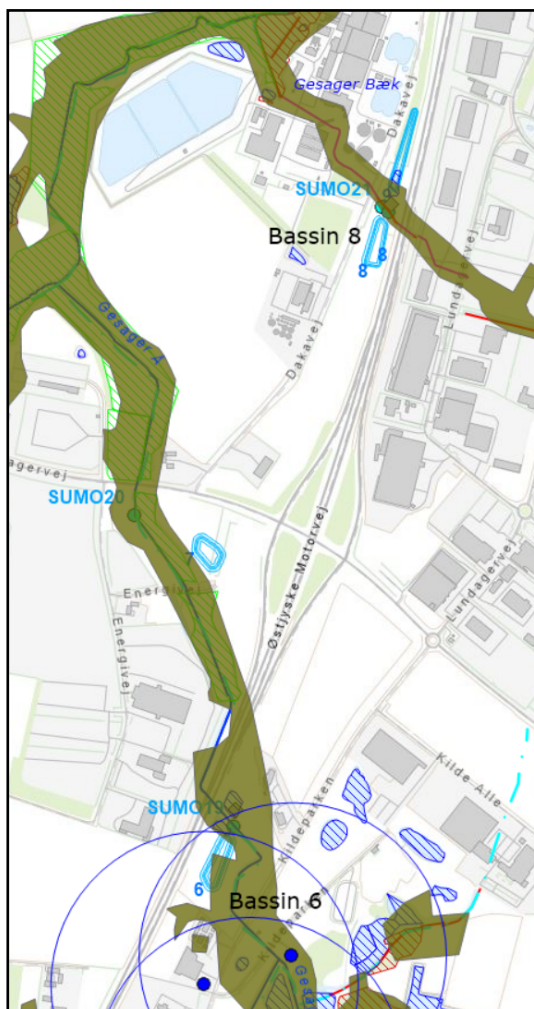 Gesager Bæk
Dakavej
SUMO21
Bassin 8
8
8
Lundagervej
Gesager Å
Dakavej
SUMO20
7
Energivej
Energivej
Østjyske Motorvej
Lundagervej
Kilde Alle
SUMO19
Kildeparken
6
Bassin 6
Kildeparken